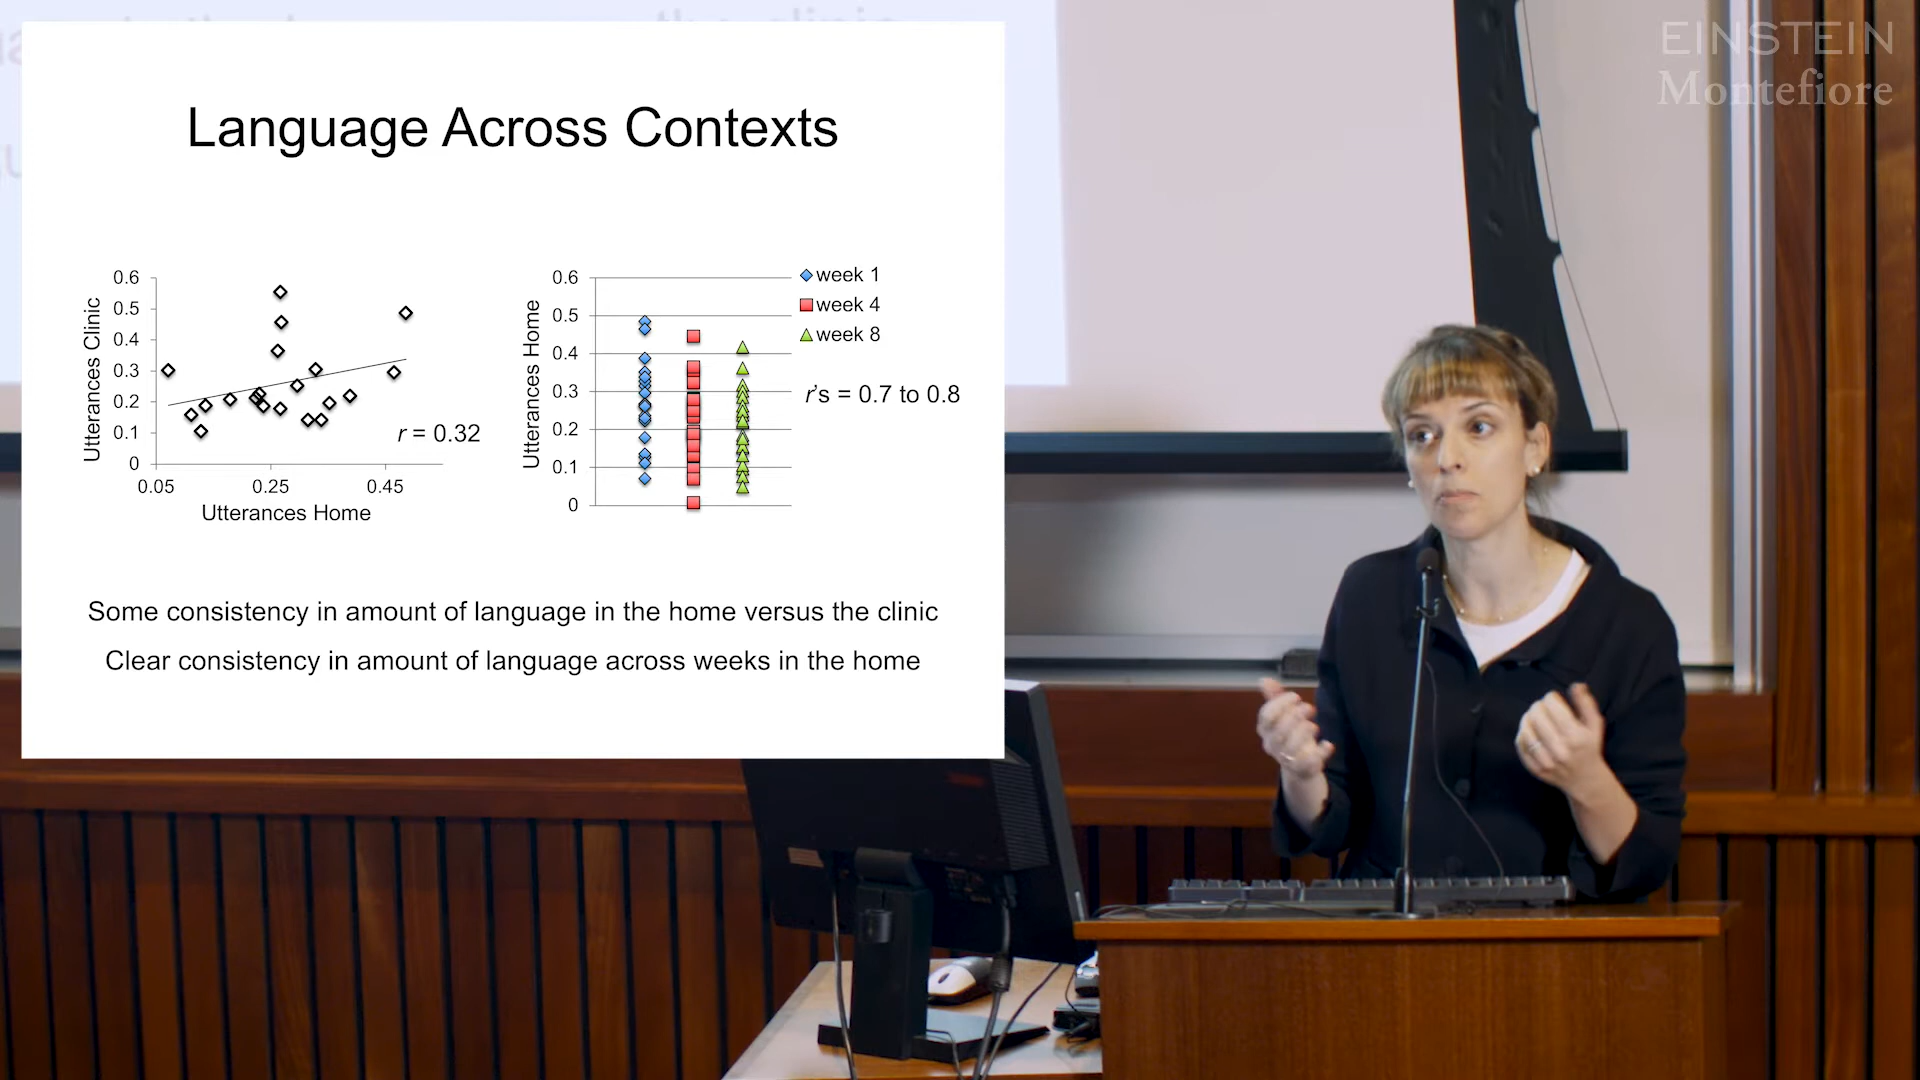 EINSTEIN
Montefiore
Language Across Contexts
Utterances Clinic
0.6
0.5
0.4
0.3
0.2
0.1
0
0.05
0.25
0.45
Utterances Home
r = 0.32
Utterances Home
0.6
0.5
0.4
0.3
0.2
0.1
0
week 1
week 4
week 8
r's = 0.7 to 0.8
Some consistency in amount of language in the home versus the clinic
Clear consistency in amount of language across weeks in the home
the clinic